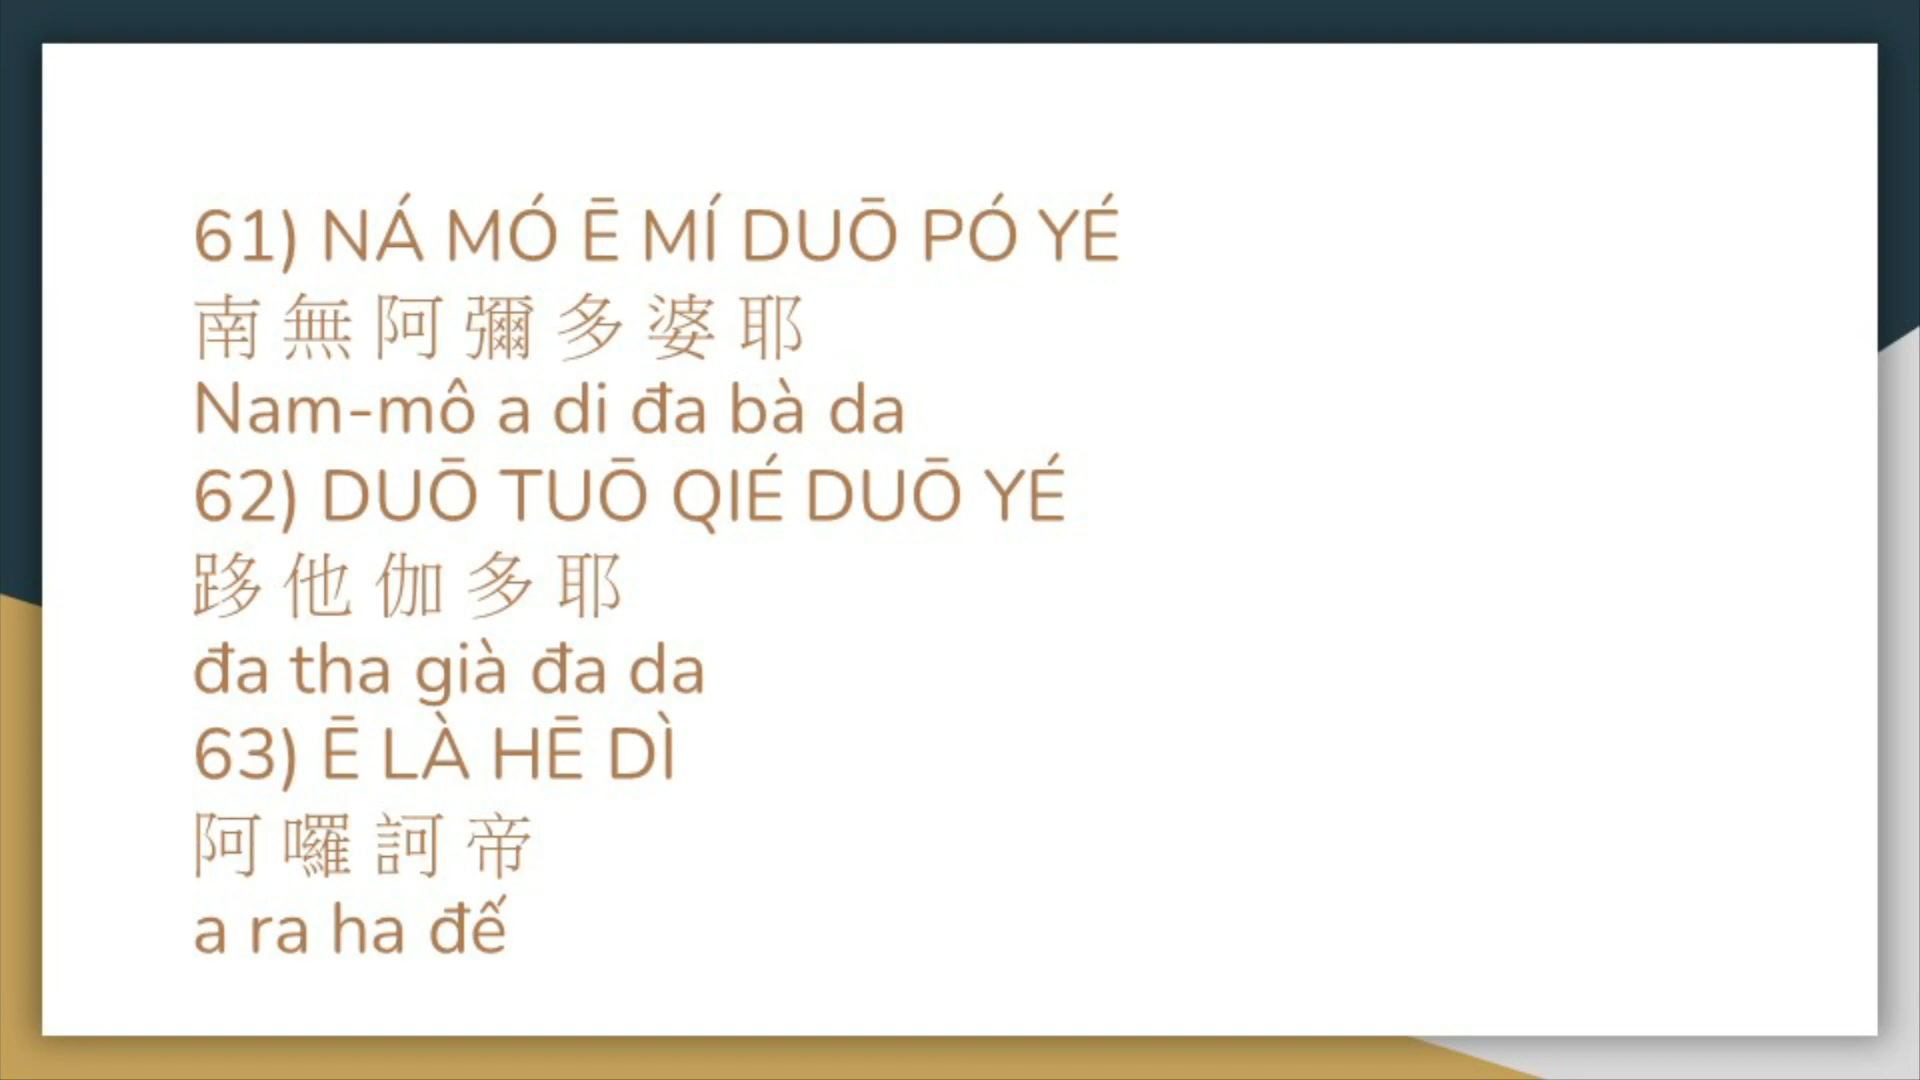 61) NÁ MÓ Ē MÍ DUŌ PÓ YÉ
南 無 阿 彌 多 婆 耶
Nam-mô a di đa bà da
62) DUŌ TUŌ QIÉ DUŌ YÉ
跢 他 伽 多 耶
đa tha già đa da
63) Ē LÀ HĒ DÌ
阿 囉 訶 帝
a ra ha đế